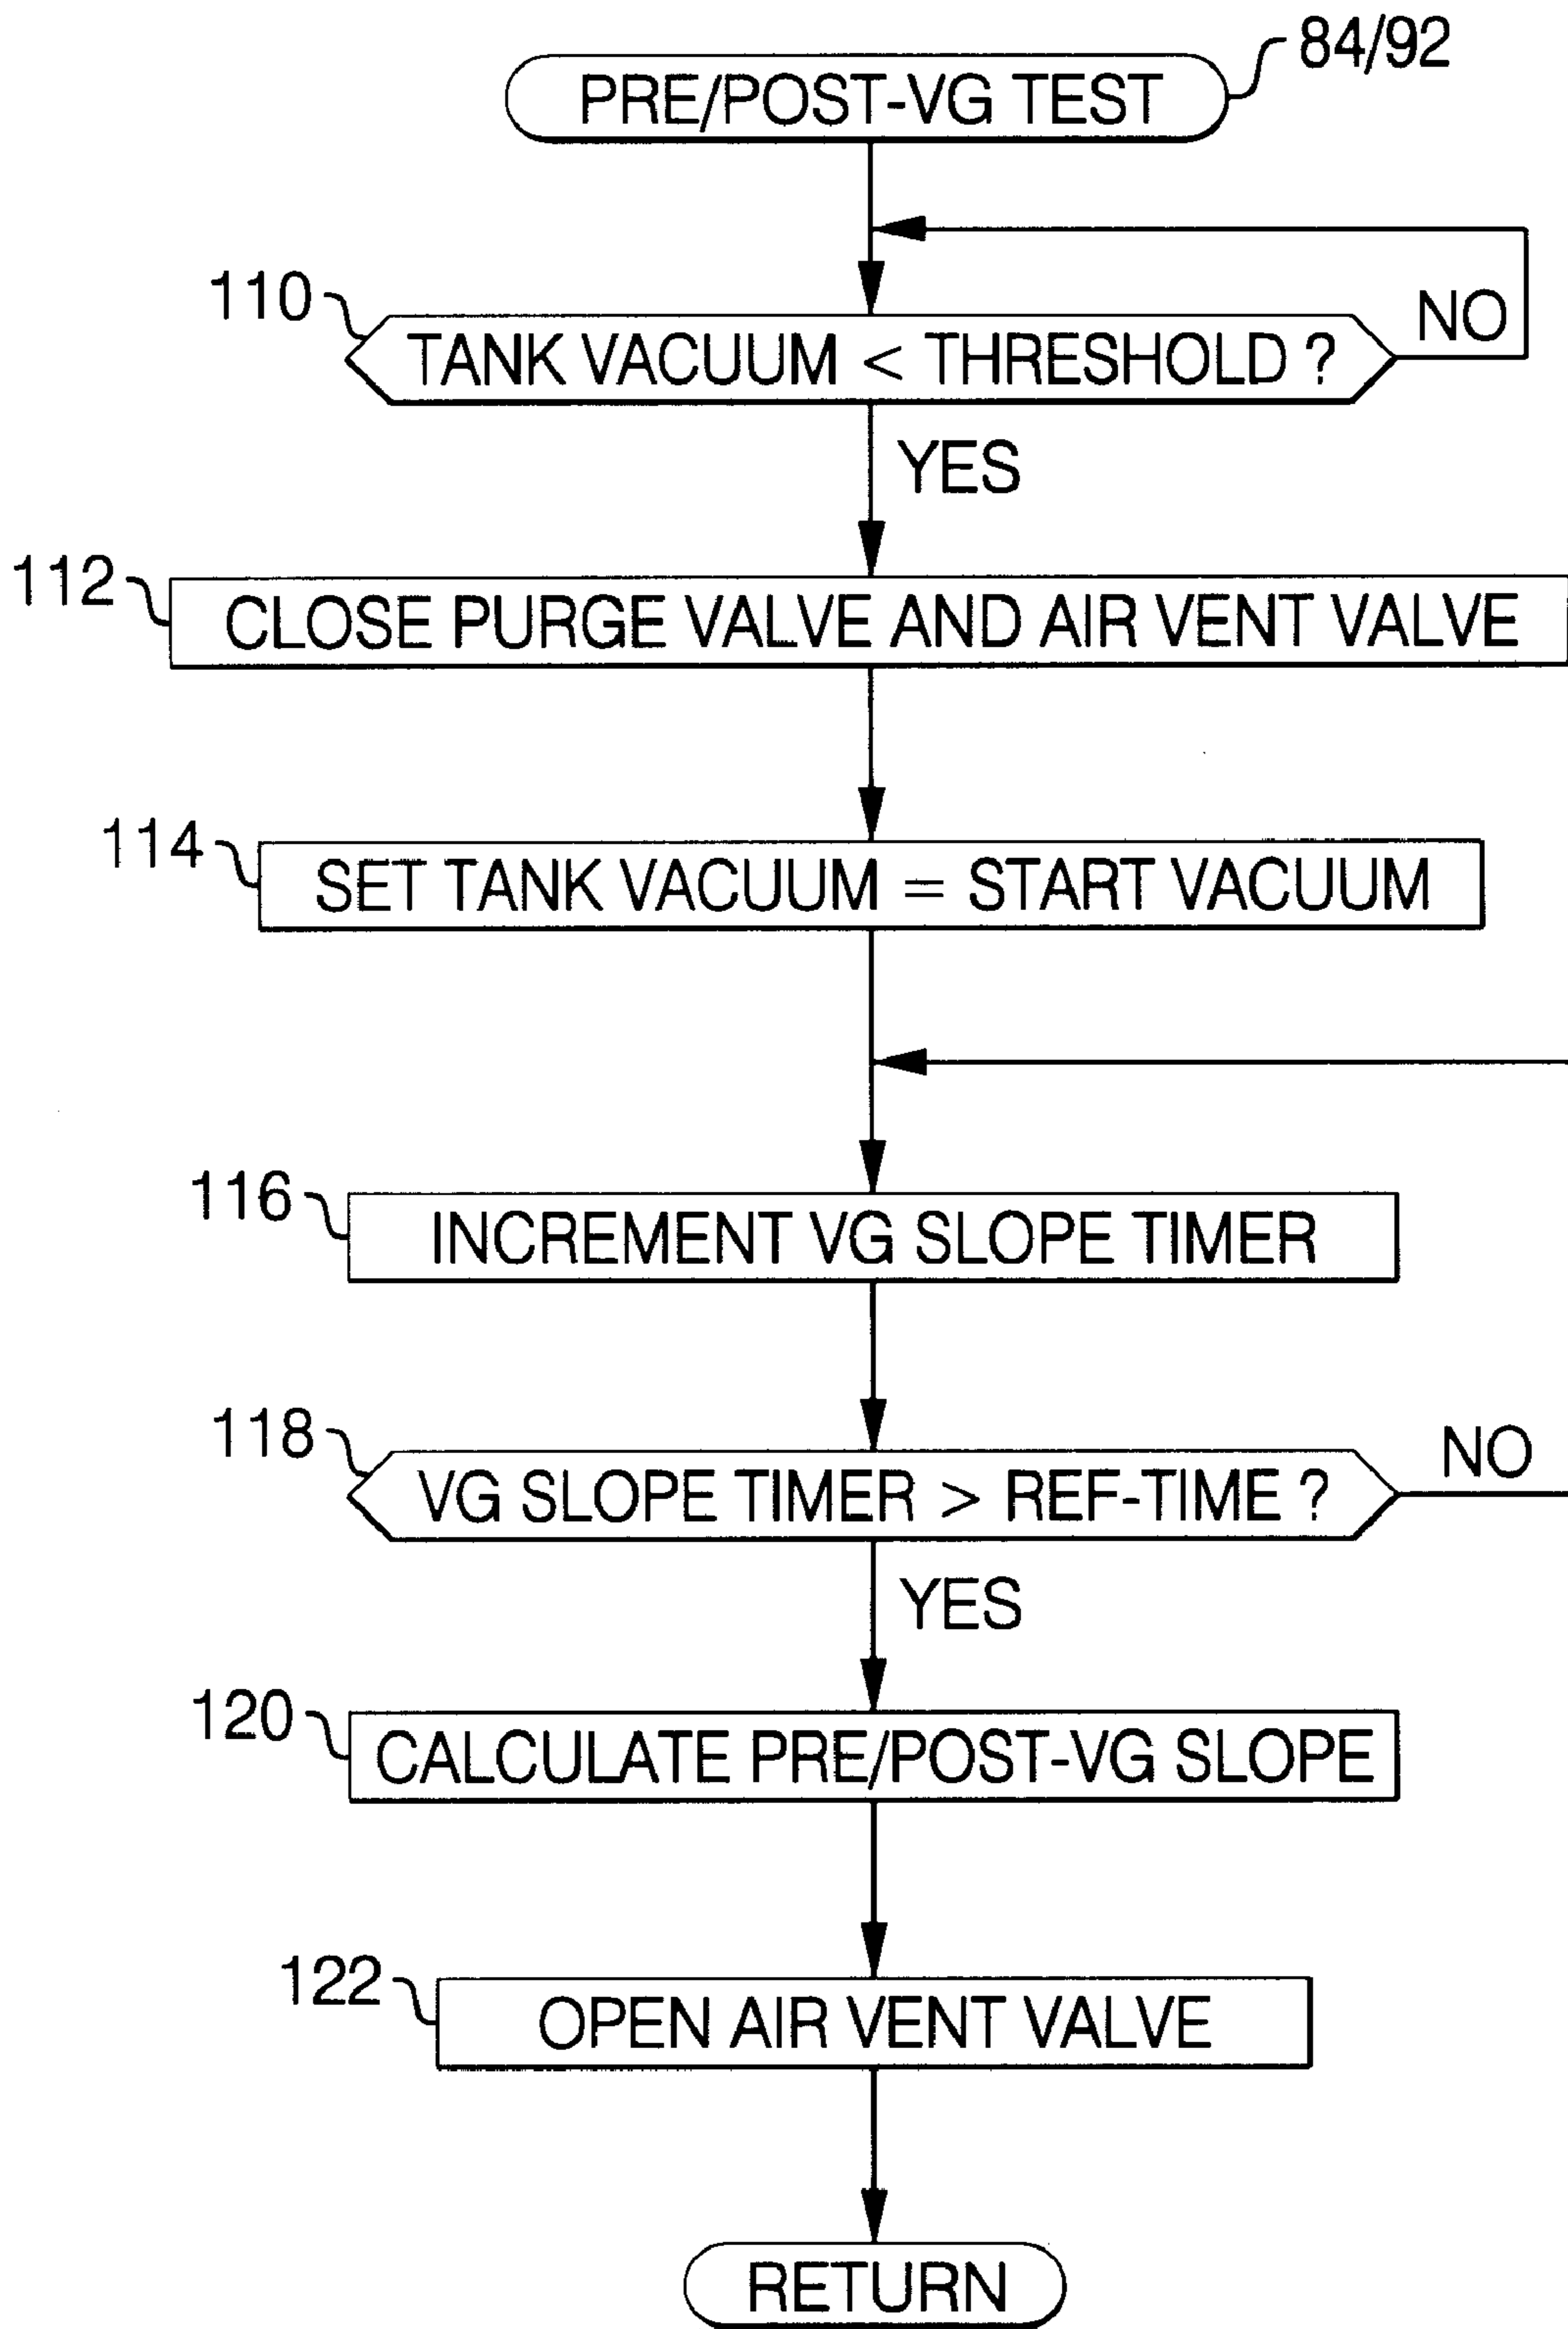 84/92
PRE/POST-VG TEST
110
TANK VACUUM < THRESHOLD ?
NO
YES
112
CLOSE PURGE VALVE AND AIR VENT VALVE
114
SET TANK VACUUM = START VACUUM
116
INCREMENT VG SLOPE TIMER
118
VG SLOPE TIMER > REF-TIME ?
NO
YES
120
CALCULATE PRE/POST-VG SLOPE
122
OPEN AIR VENT VALVE
RETURN